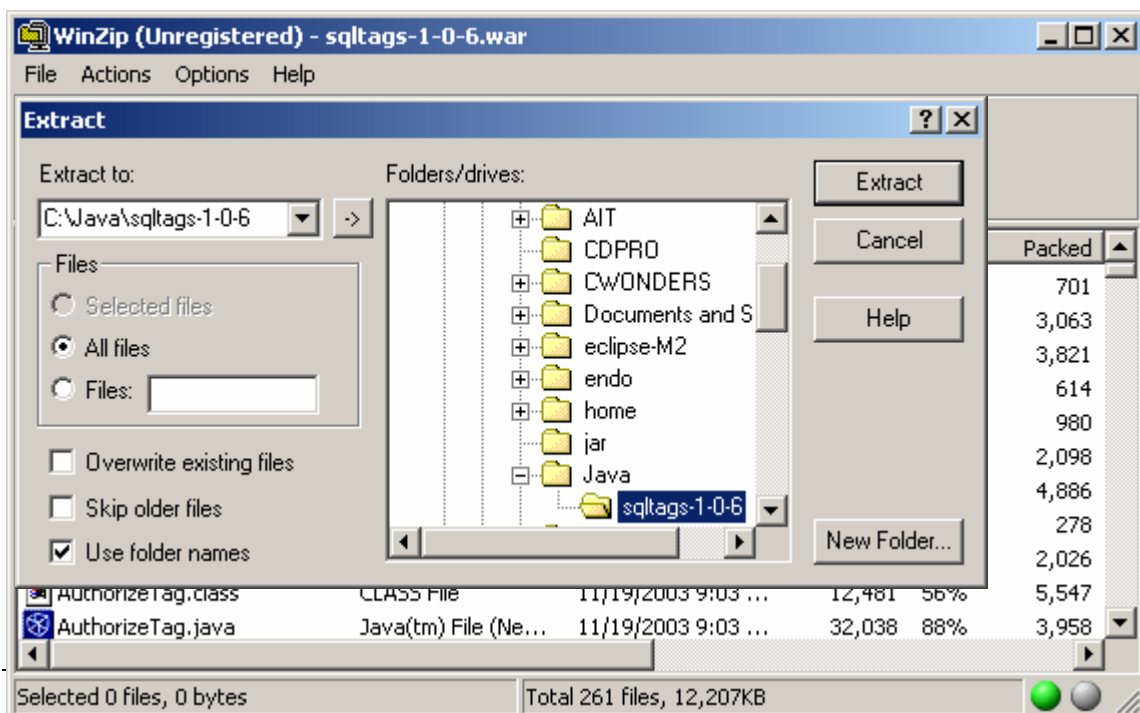 WinZip (Unregistered) - sqltags-1-0-6.war
File Actions Options Help
Extract
Extract to:
C:\Java\sqltags-1-0-6
->
Files
Selected files
All files
Files:
Overwrite existing files
Skip older files
Use folder names
Folders/drives:
AIT
CDPRO
CWONDERS
Documents and S
eclipse-M2
endo
home
jar
Java
sqltags-1-0-6
Extract
Cancel
Help
New Folder...
Packed
701
3,063
3,821
614
980
2,098
4,886
278
2,026
AuthorizeTag.class CLASS File 11/19/2003 9:03 ... 12,481 56% 5,547
AuthorizeTag.java Java(tm) File (Ne... 11/19/2003 9:03 ... 32,038 88% 3,958
Selected 0 files, 0 bytes Total 261 files, 12,207KB